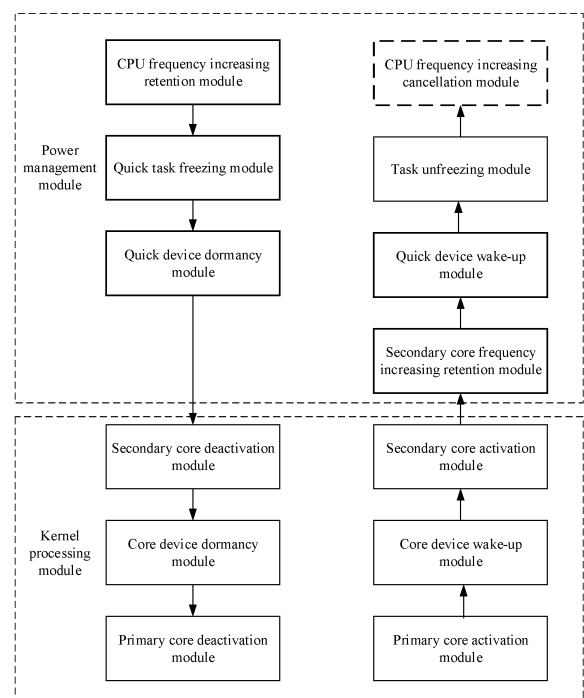 CPU frequency increasing
retention module
CPU frequency increasing
cancellation module
Power
management
module
Quick task freezing module
Task unfreezing module
Quick device dormancy
module
Quick device wake-up
module
Secondary core frequency
increasing retention module
Secondary core deactivation
module
Secondary core activation
module
Kernel
processing
module
Core device dormancy
module
Core device wake-up
module
Primary core deactivation
module
Primary core activation
module